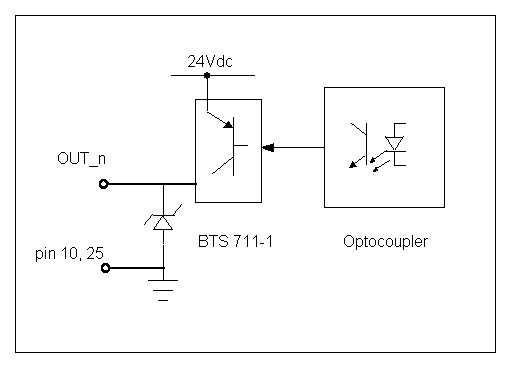 24Vdc
OUT_n
pin 10, 25
BTS 711-1
Optocoupler